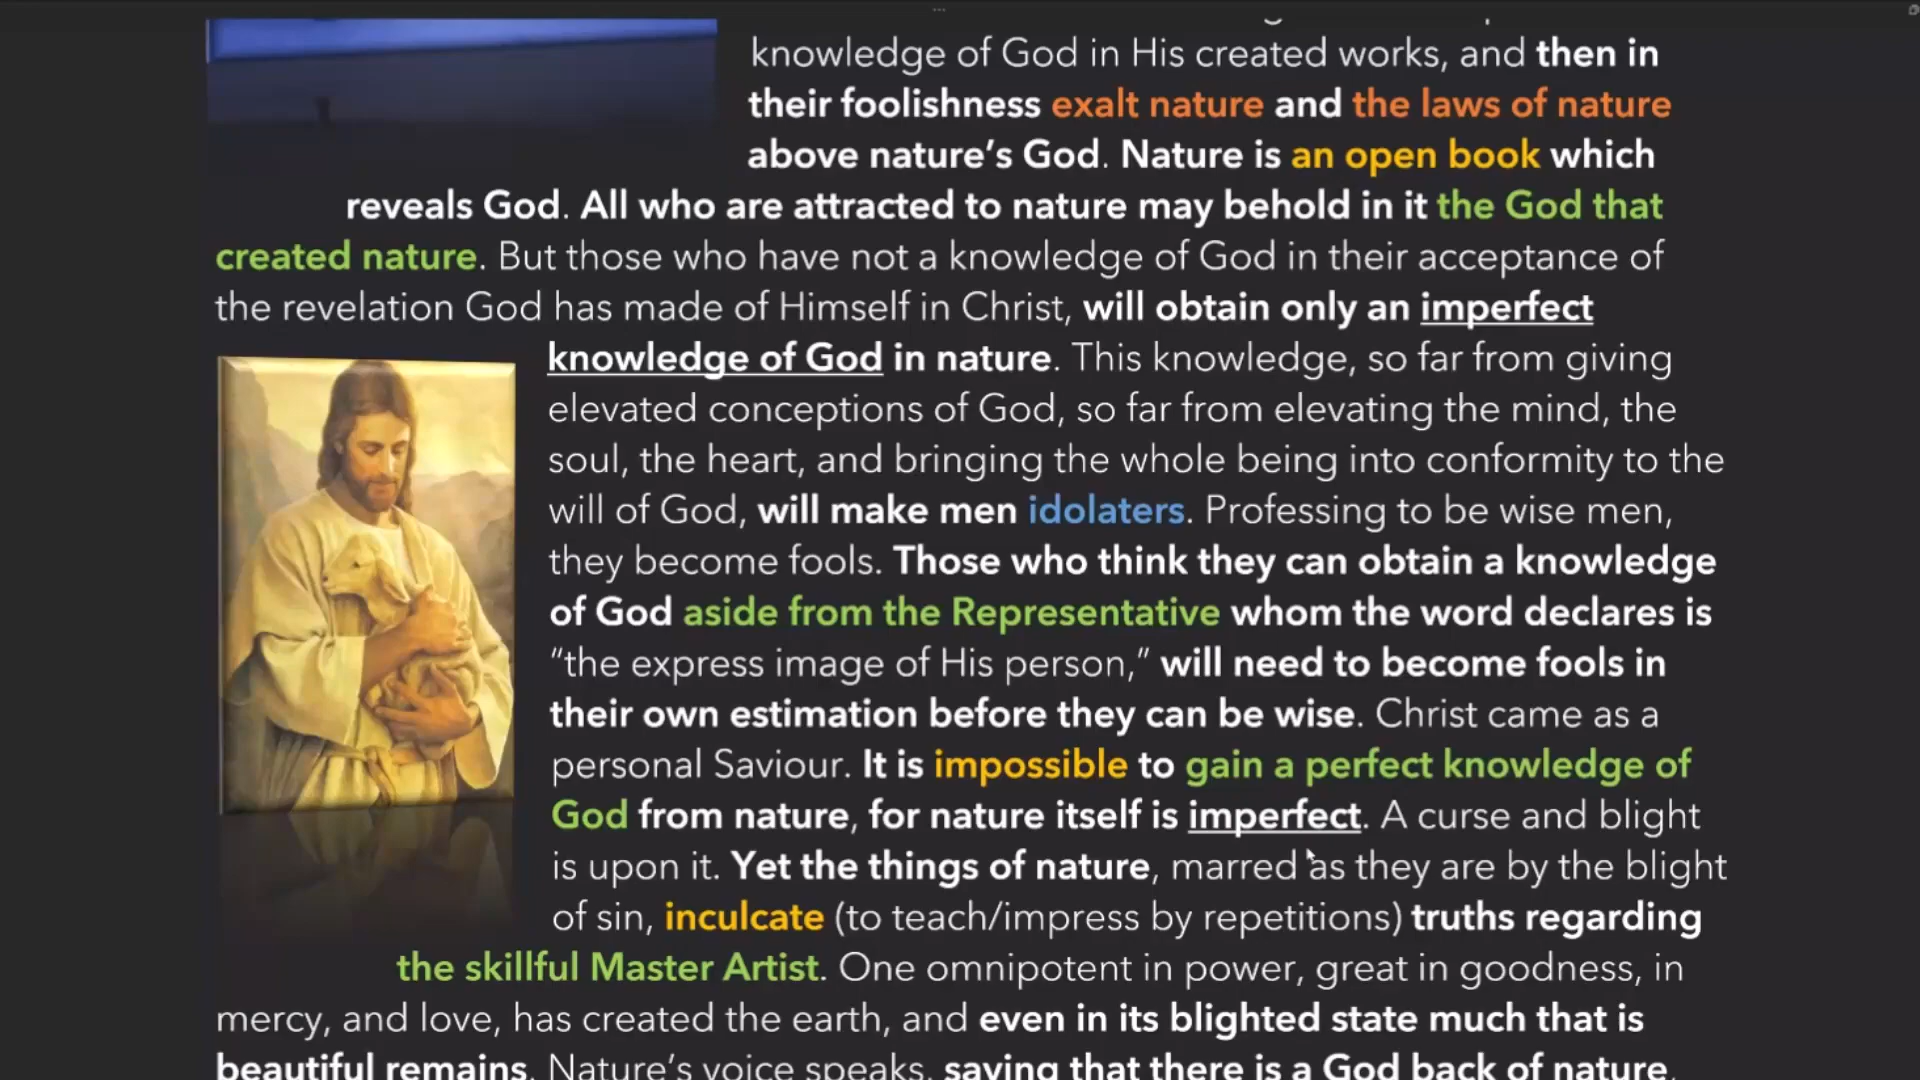 knowledge of God in His created works, and then in
their foolishness exalt nature and the laws of nature
above nature’s God. Nature is an open book which
reveals God. All who are attracted to nature may behold in it the God that
created nature. But those who have not a knowledge of God in their acceptance of
the revelation God has made of Himself in Christ, will obtain only an imperfect
knowledge of God in nature. This knowledge, so far from giving
elevated conceptions of God, so far from elevating the mind, the
soul, the heart, and bringing the whole being into conformity to the
will of God, will make men idolaters. Professing to be wise men,
they become fools. Those who think they can obtain a knowledge
of God aside from the Representative whom the word declares is
“the express image of His person,” will need to become fools in
their own estimation before they can be wise. Christ came as a
personal Saviour. It is impossible to gain a perfect knowledge of
God from nature, for nature itself is imperfect. A curse and blight
is upon it. Yet the things of nature, marred as they are by the blight
of sin, inculcate (to teach/impress by repetitions) truths regarding
the skillful Master Artist. One omnipotent in power, great in goodness, in
mercy, and love, has created the earth, and even in its blighted state much that is
beautiful remains. Nature’s voice speaks, saying that there is a God back of nature.